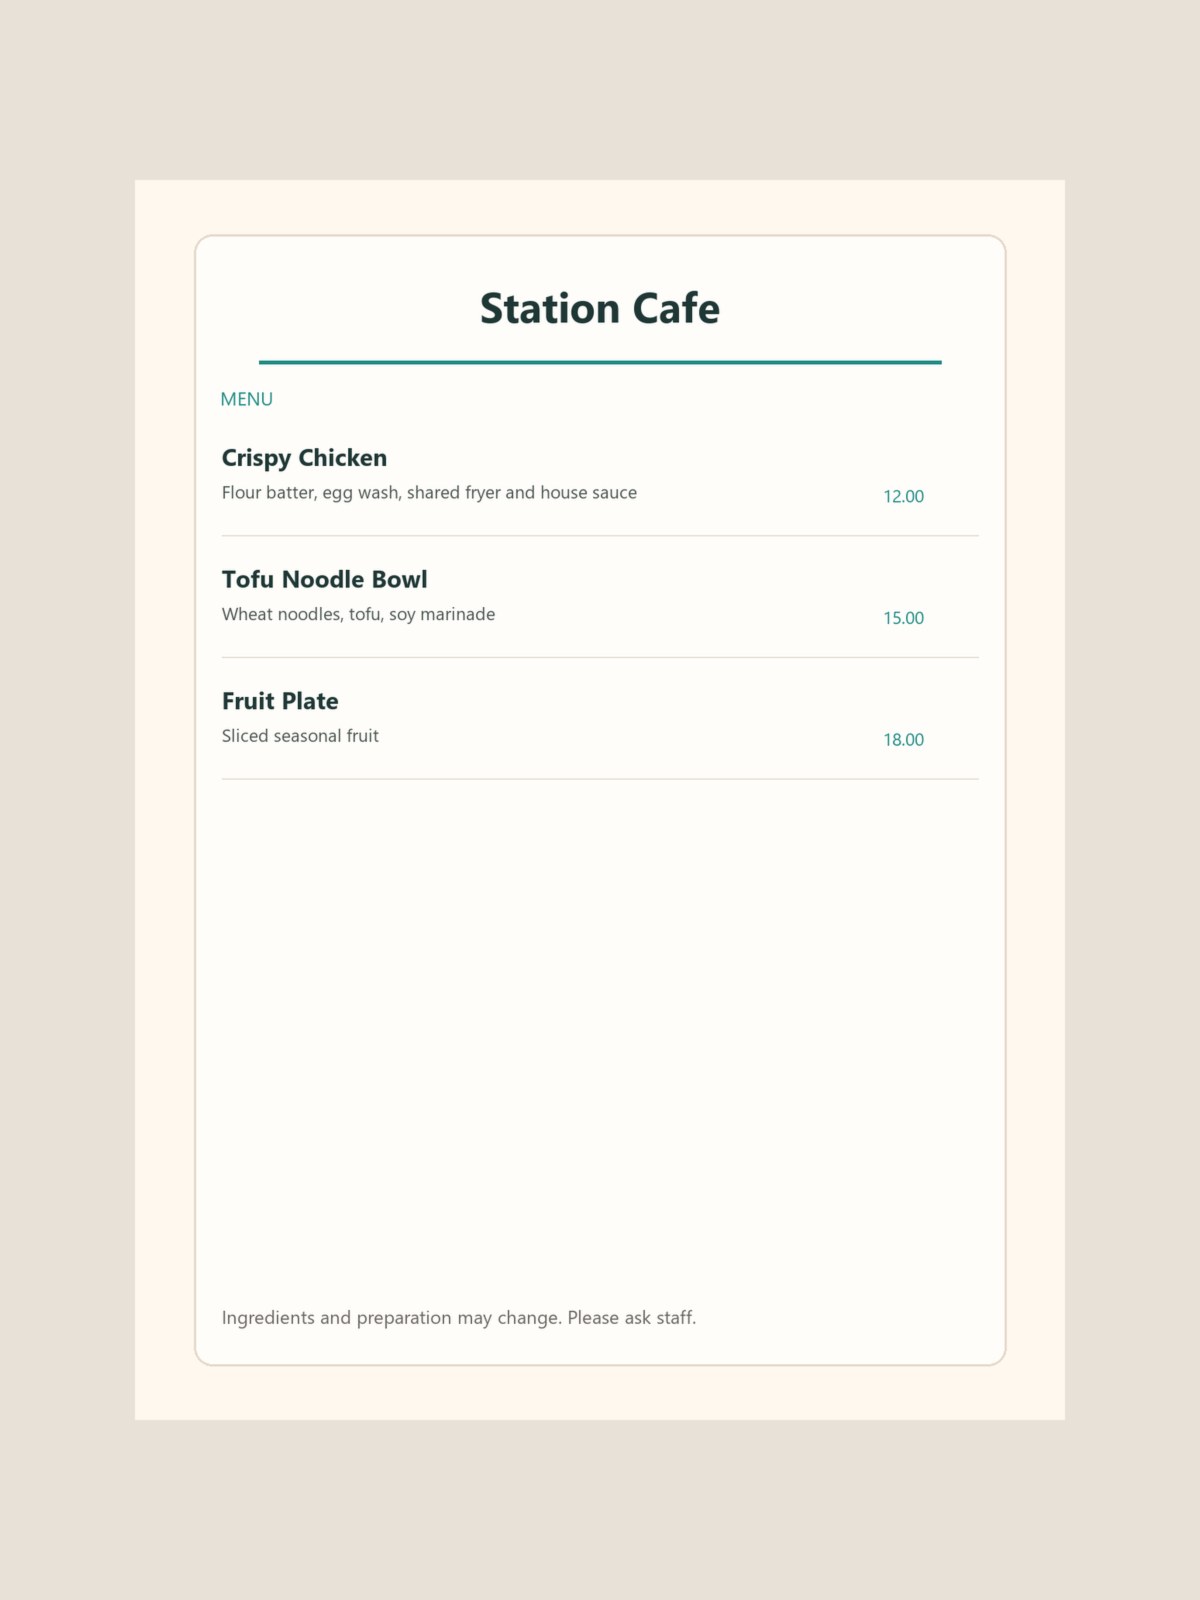 Station Cafe
MENU
Crispy Chicken
Flour batter, egg wash, shared fryer and house sauce
12.00
Tofu Noodle Bowl
Wheat noodles, tofu, soy marinade
15.00
Fruit Plate
Sliced seasonal fruit
18.00
Ingredients and preparation may change. Please ask staff.